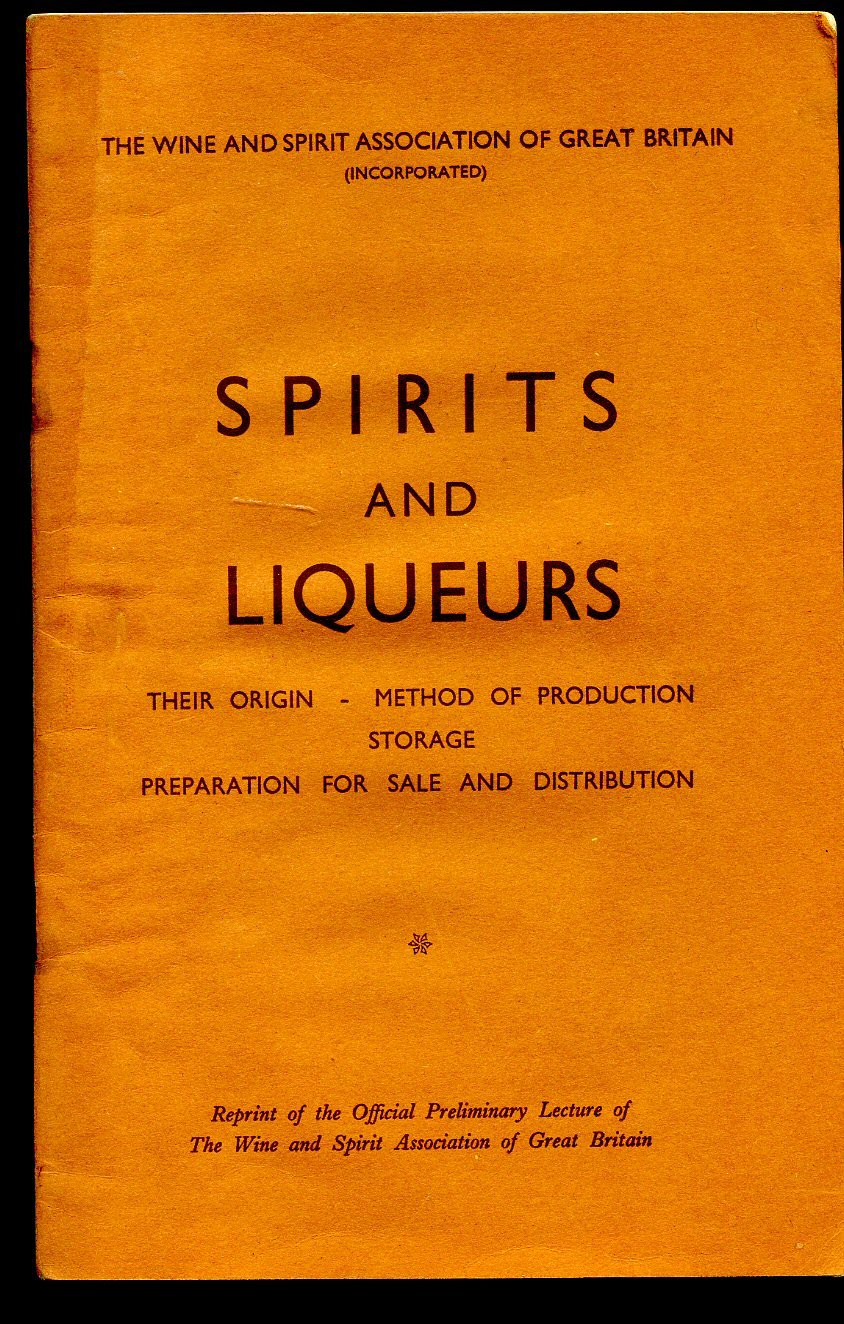 THE WINE AND SPIRIT ASSOCIATION OF GREAT BRITAIN
(INCORPORATED)
SPIRITS
AND
LIQUEURS
THEIR ORIGIN - METHOD OF PRODUCTION
STORAGE
PREPARATION FOR SALE AND DISTRIBUTION
Reprint of the Official Preliminary Lecture of
The Wine and Spirit Association of Great Britain